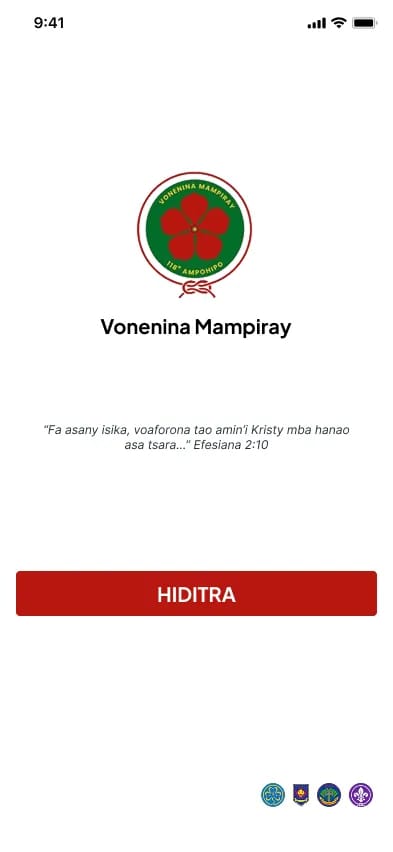 9:41
VONENINA MAMPIRAY
118° AMPOHIPO
Vonenina Mampiray
“Fa asany isika, voaforona tao amin’i Kristy mba hanao
asa tsara...” Efesiana 2:10
HIDITRA